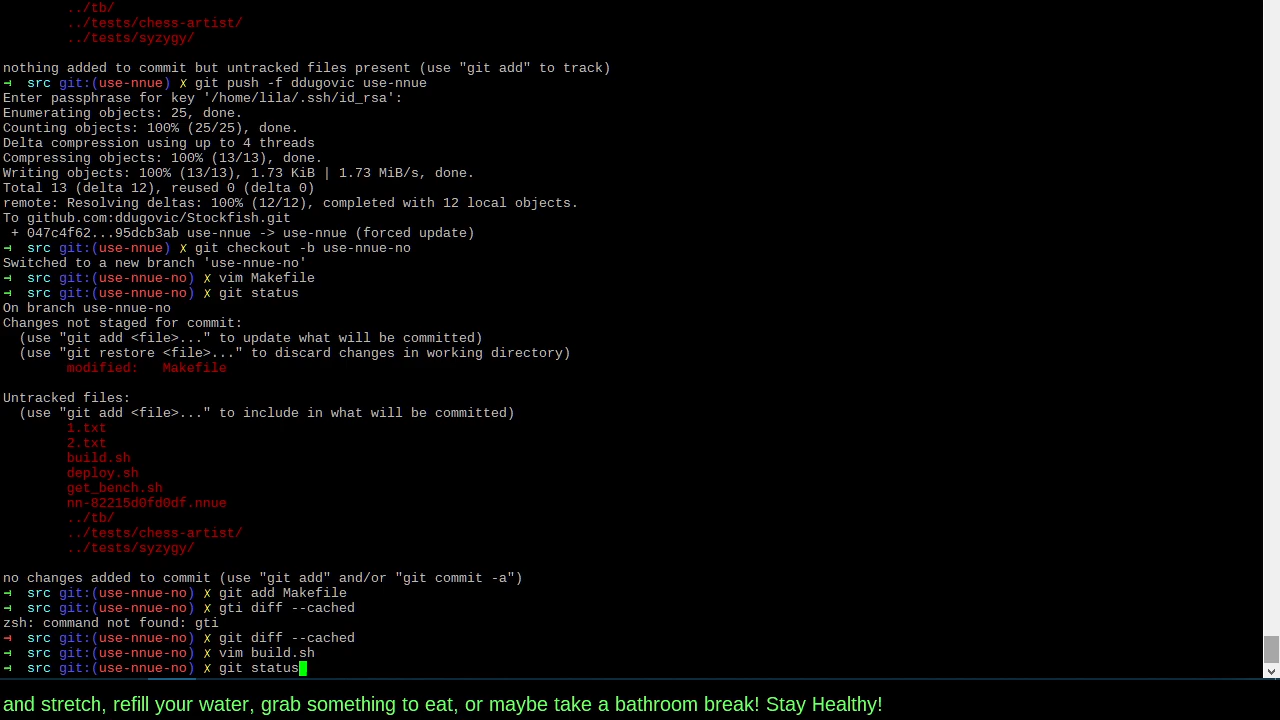 ../tb/
../tests/chess-artist/
../tests/syzygy/
nothing added to commit but untracked files present (use "git add" to track)
⊣ src git:(use-nnue) ✗ git push -f ddugovic use-nnue
Enter passphrase for key '/home/lila/.ssh/id_rsa':
Enumerating objects: 25, done.
Counting objects: 100% (25/25), done.
Delta compression using up to 4 threads
Compressing objects: 100% (13/13), done.
Writing objects: 100% (13/13), 1.73 KiB | 1.73 MiB/s, done.
Total 13 (delta 12), reused 0 (delta 0)
remote: Resolving deltas: 100% (12/12), completed with 12 local objects.
To github.com:ddugovic/Stockfish.git
+ 047c4f62...95dcb3ab use-nnue -> use-nnue (forced update)
⊣ src git:(use-nnue) ✗ git checkout -b use-nnue-no
Switched to a new branch 'use-nnue-no'
⊣ src git:(use-nnue-no) ✗ vim Makefile
⊣ src git:(use-nnue-no) ✗ git status
On branch use-nnue-no
Changes not staged for commit:
(use "git add <file>..." to update what will be committed)
(use "git restore <file>..." to discard changes in working directory)
modified:   Makefile
Untracked files:
(use "git add <file>..." to include in what will be committed)
1.txt
2.txt
build.sh
deploy.sh
get_bench.sh
nn-82215d0fd0df.nnue
../tb/
../tests/chess-artist/
../tests/syzygy/
no changes added to commit (use "git add" and/or "git commit -a")
⊣ src git:(use-nnue-no) ✗ git add Makefile
⊣ src git:(use-nnue-no) ✗ gti diff --cached
zsh: command not found: gti
⊣ src git:(use-nnue-no) ✗ git diff --cached
⊣ src git:(use-nnue-no) ✗ vim build.sh
⊣ src git:(use-nnue-no) ✗ git status
and stretch, refill your water, grab something to eat, or maybe take a bathroom break! Stay Healthy!